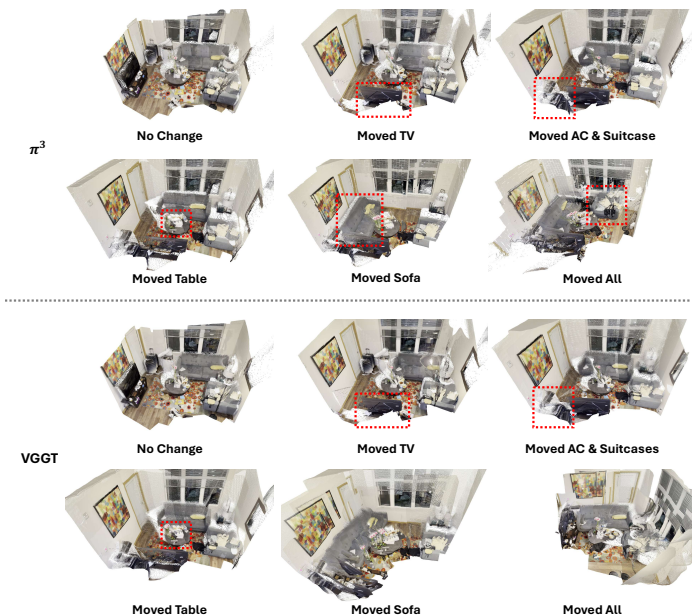 No Change
Moved TV
Moved AC & Suitcase
π³
Moved Table
Moved Sofa
Moved All
No Change
Moved TV
Moved AC & Suitcases
VGGT
Moved Table
Moved Sofa
Moved All